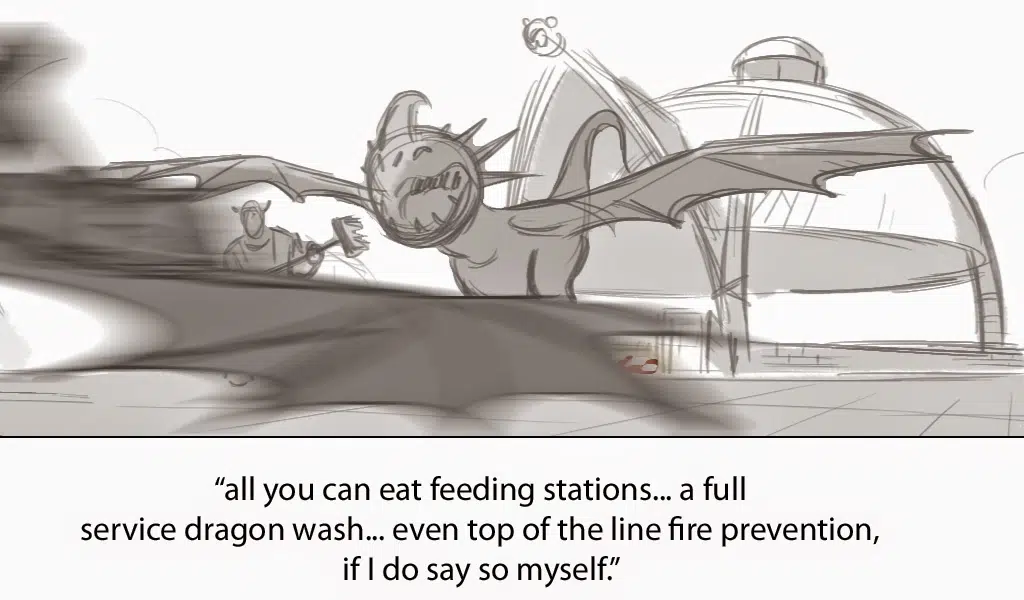 “all you can eat feeding stations... a full
service dragon wash... even top of the line fire prevention,
if I do say so myself.”